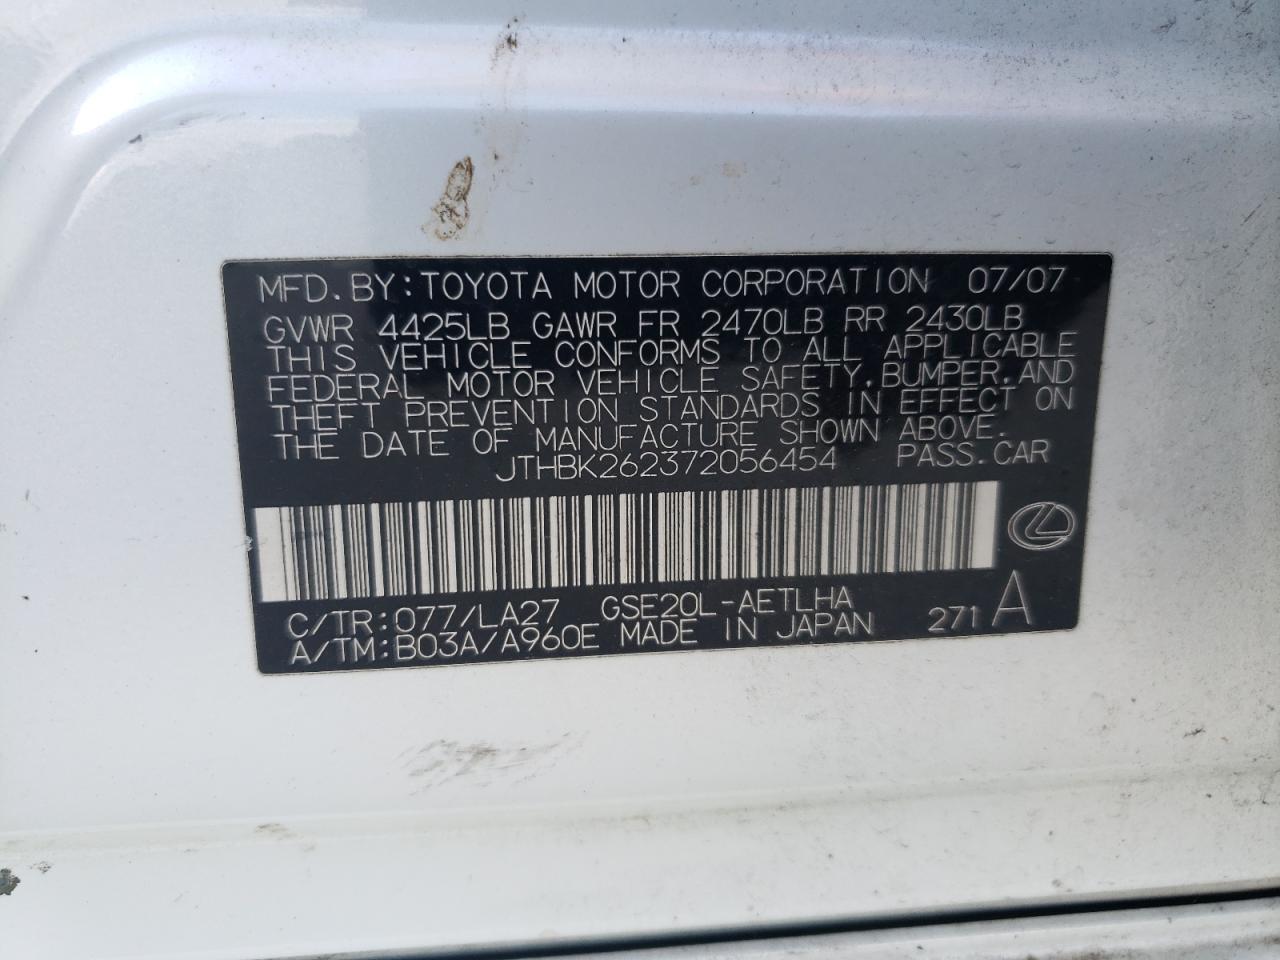 MFD. BY: TOYOTA MOTOR CORPORATION 07/07
GVWR 4425LB GAWR FR 2470LB RR 2430LB
THIS VEHICLE CONFORMS TO ALL APPLICABLE
FEDERAL MOTOR VEHICLE SAFETY, BUMPER, AND
THEFT PREVENTION STANDARDS IN EFFECT ON
THE DATE OF MANUFACTURE SHOWN ABOVE.
JTHBK262372056454 PASS. CAR
C/TR: 077/LA27 GSE20L-AETLHA
A/TM: B03A/A960E MADE IN JAPAN 271 A